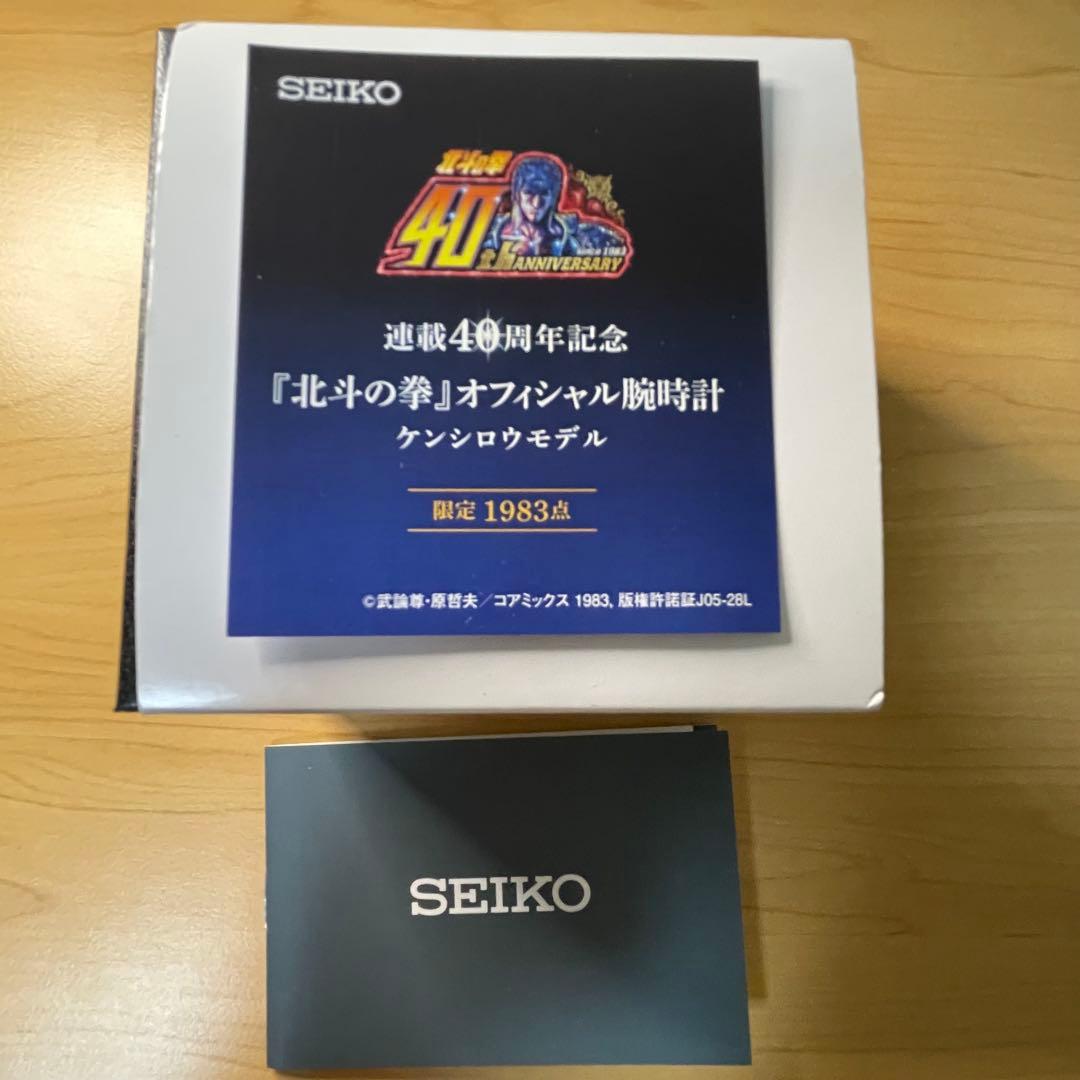 SEIKO
北斗の拳
40th ANNIVERSARY
SINCE 1983
連載40周年記念
『北斗の拳』オフィシャル腕時計
ケンシロウモデル
限定 1983点
©武論尊・原哲夫／コアミックス 1983, 版権許諾証J05-28L
SEIKO